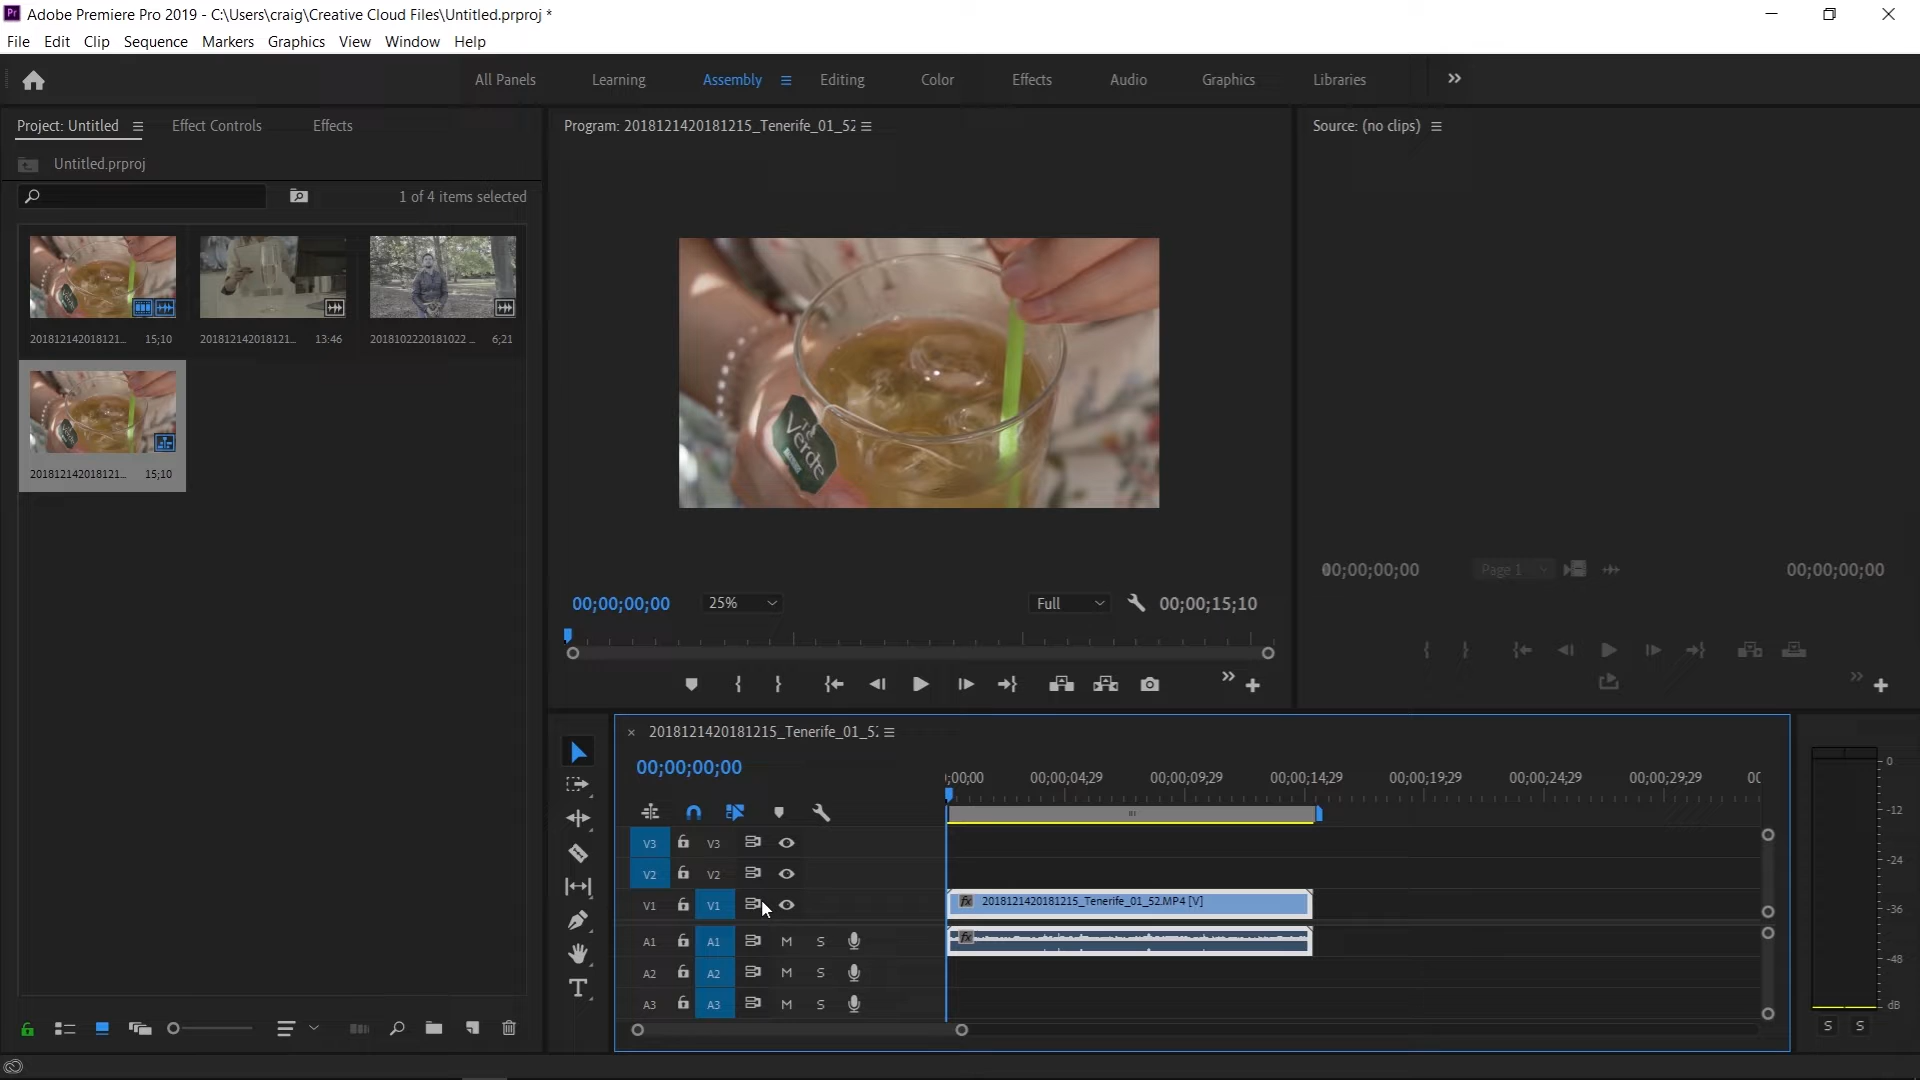 Adobe Premiere Pro 2019 - C:\Users\craig\Creative Cloud Files\Untitled.prproj *
File Edit Clip Sequence Markers Graphics View Window Help
All Panels Learning Assembly Editing Color Effects Audio Graphics Libraries
Project: Untitled Effect Controls Effects
Program: 2018121420181215_Tenerife_01_52
Source: (no clips)
Untitled.prproj
1 of 4 items selected
201812142018121... 15;10
201812142018121... 13:46
2018102220181022 ... 6;21
201812142018121... 15;10
Té Verde
00;00;00;00 25% Full 00;00;15;10
00;00;00;00 Page 1 00;00;00;00
× 2018121420181215_Tenerife_01_52
00;00;00;00
;00;00 00;00;04;29 00;00;09;29 00;00;14;29 00;00;19;29 00;00;24;29 00;00;29;29 00
V3 V3
V2 V2
V1 V1 fx 2018121420181215_Tenerife_01_52.MP4 [V]
A1 A1 M S fx
A2 A2 M S
A3 A3 M S
0
-12
-24
-36
-48
dB
S S